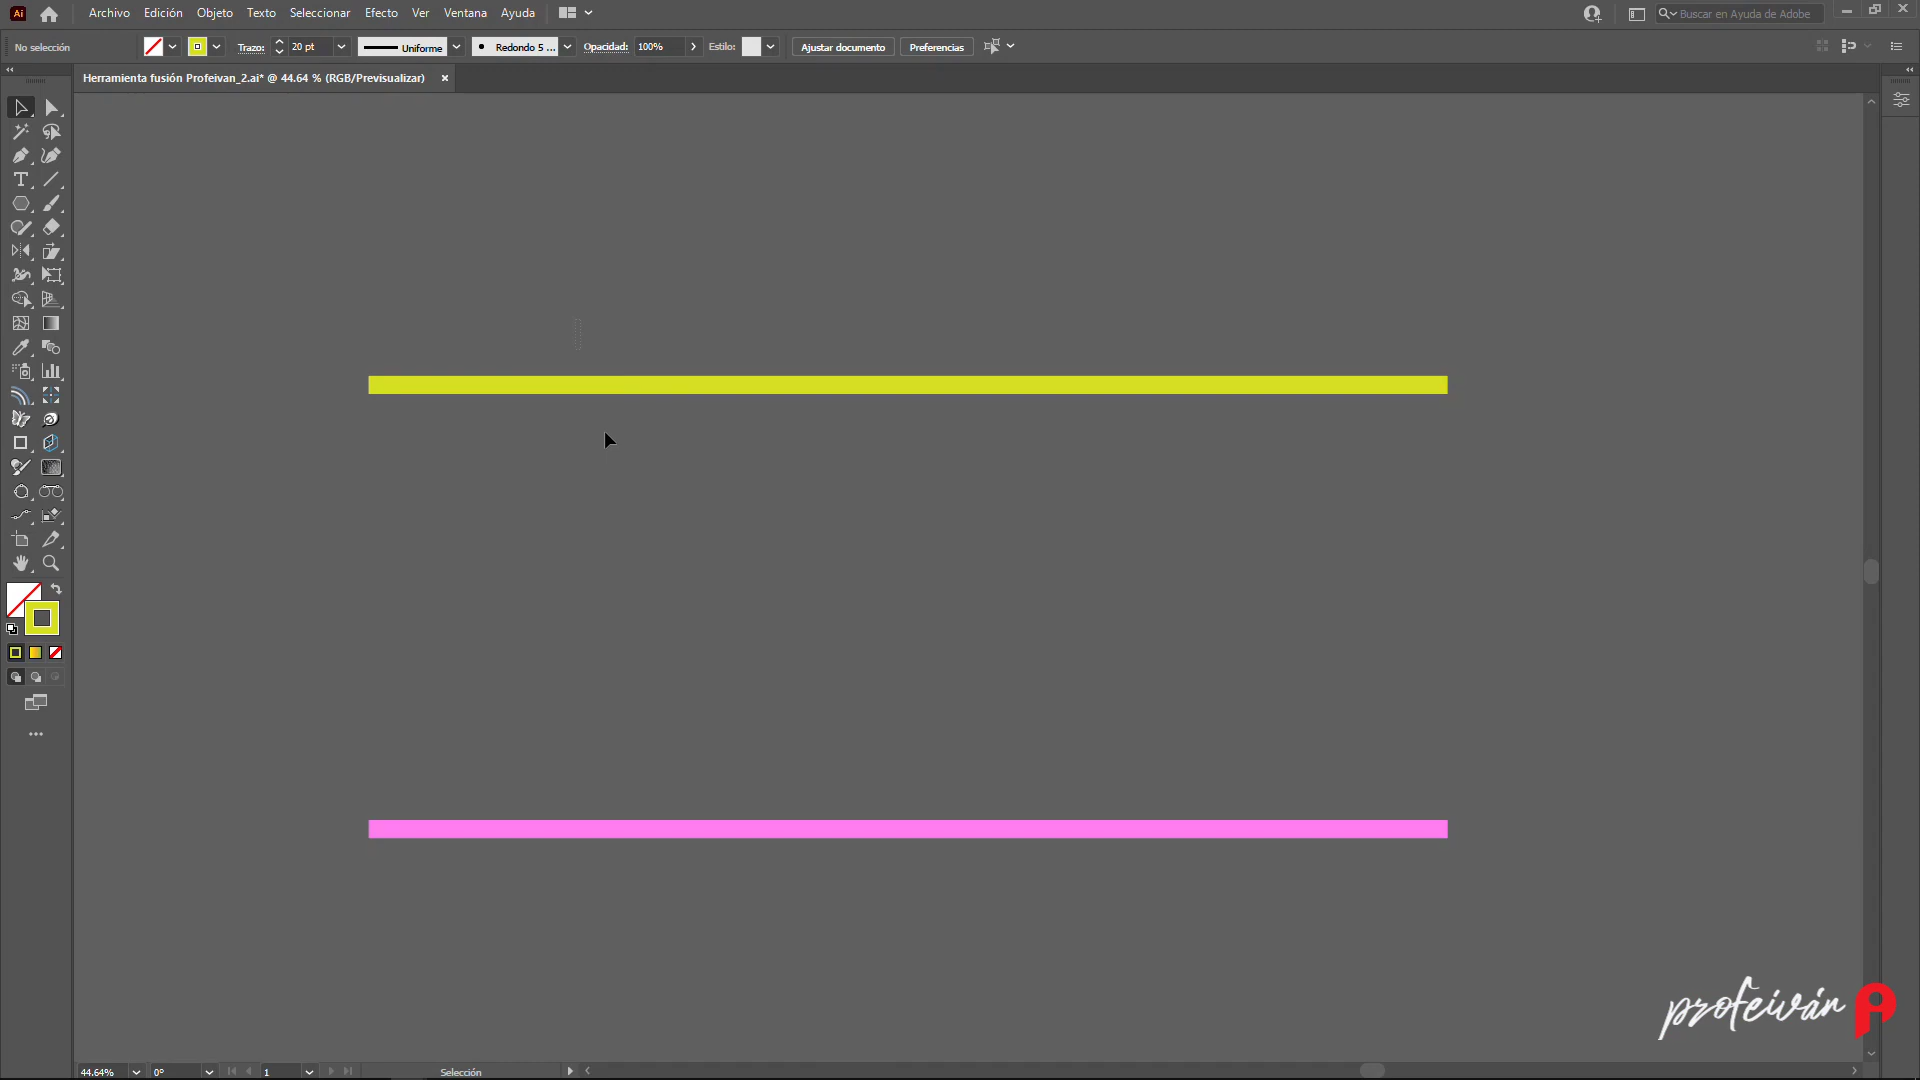 Ai
Archivo Edición Objeto Texto Seleccionar Efecto Ver Ventana Ayuda
Buscar en Ayuda de Adobe
No selección
Trazo:
20 pt
Uniforme
Redondo 5 ...
Opacidad:
100%
Estilo:
Ajustar documento
Preferencias
Herramienta fusión Profeivan_2.ai* @ 44.64 % (RGB/Previsualizar)
profeiván
44.64%
0°
1
Selección